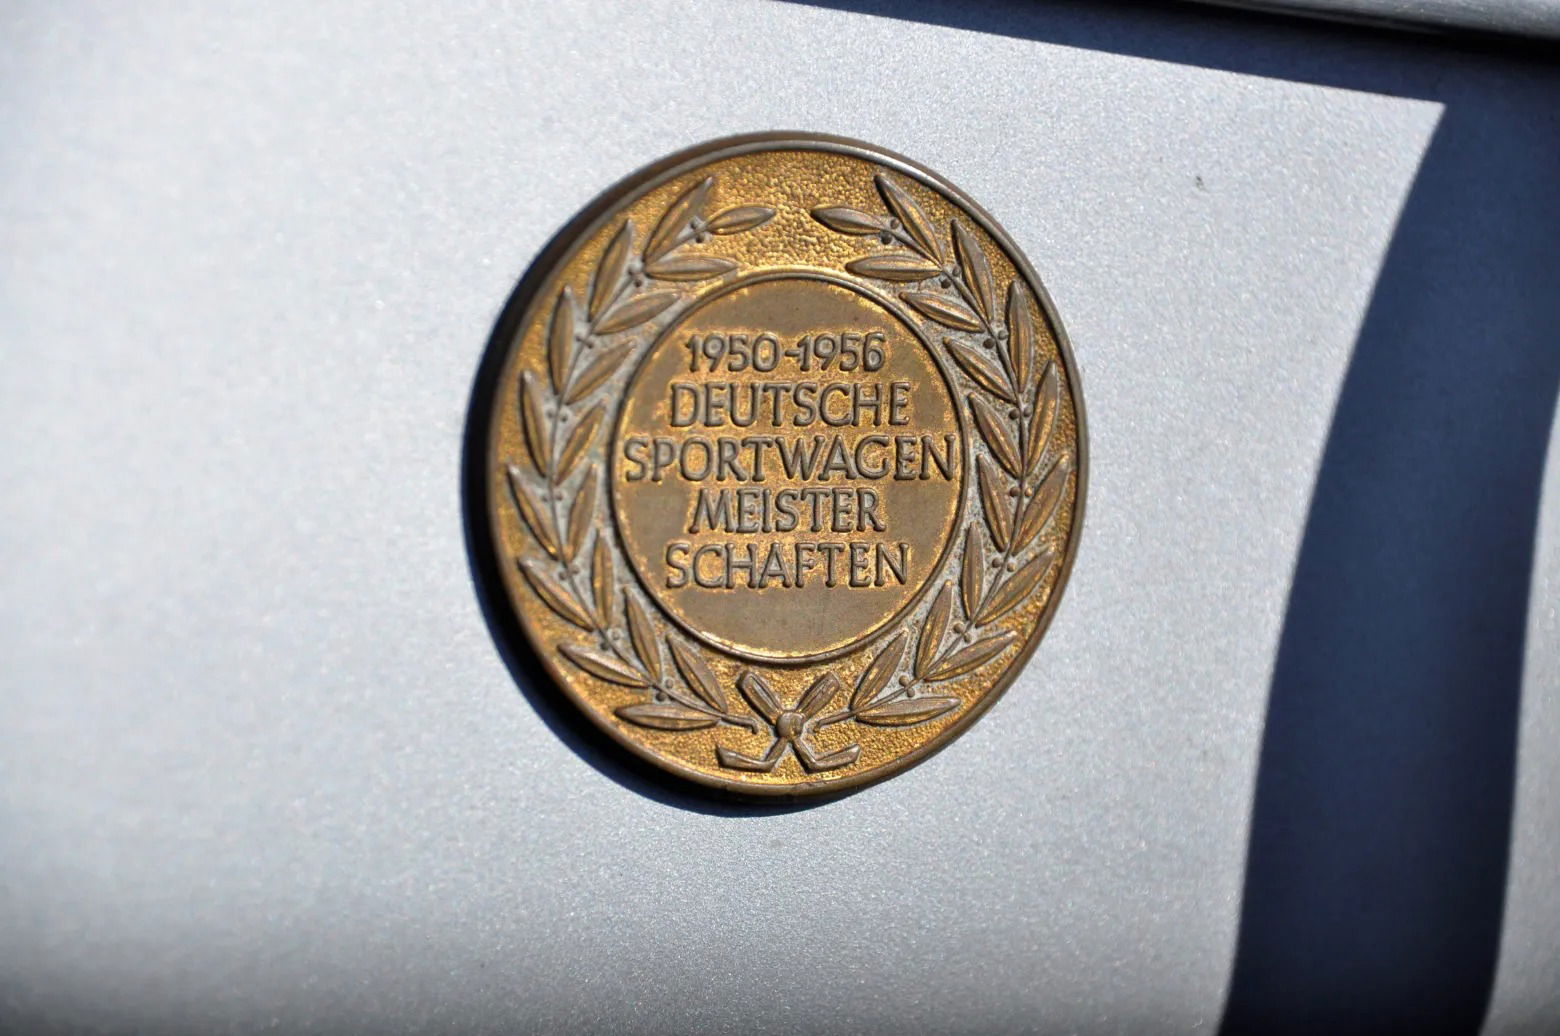 1950-1956
DEUTSCHE
SPORTWAGEN
MEISTER
SCHAFTEN